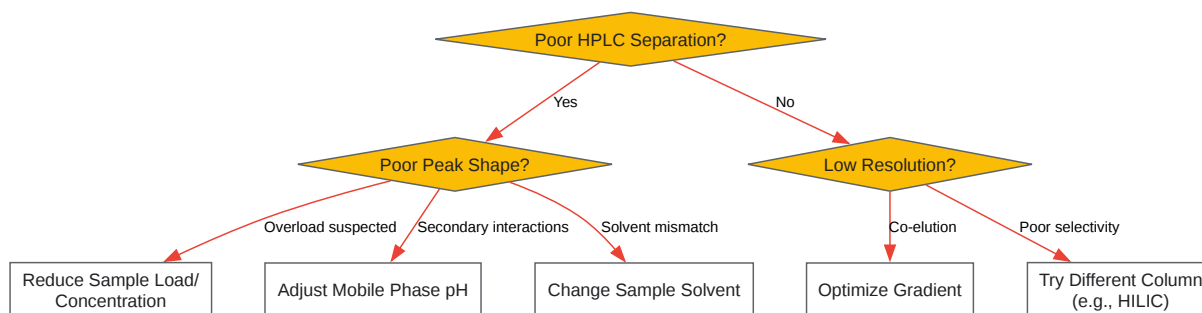 Poor HPLC Separation?
Yes
No
Poor Peak Shape?
Low Resolution?
Overload suspected
Secondary interactions
Solvent mismatch
Co-elution
Poor selectivity
Reduce Sample Load/
Concentration
Adjust Mobile Phase pH
Change Sample Solvent
Optimize Gradient
Try Different Column
(e.g., HILIC)